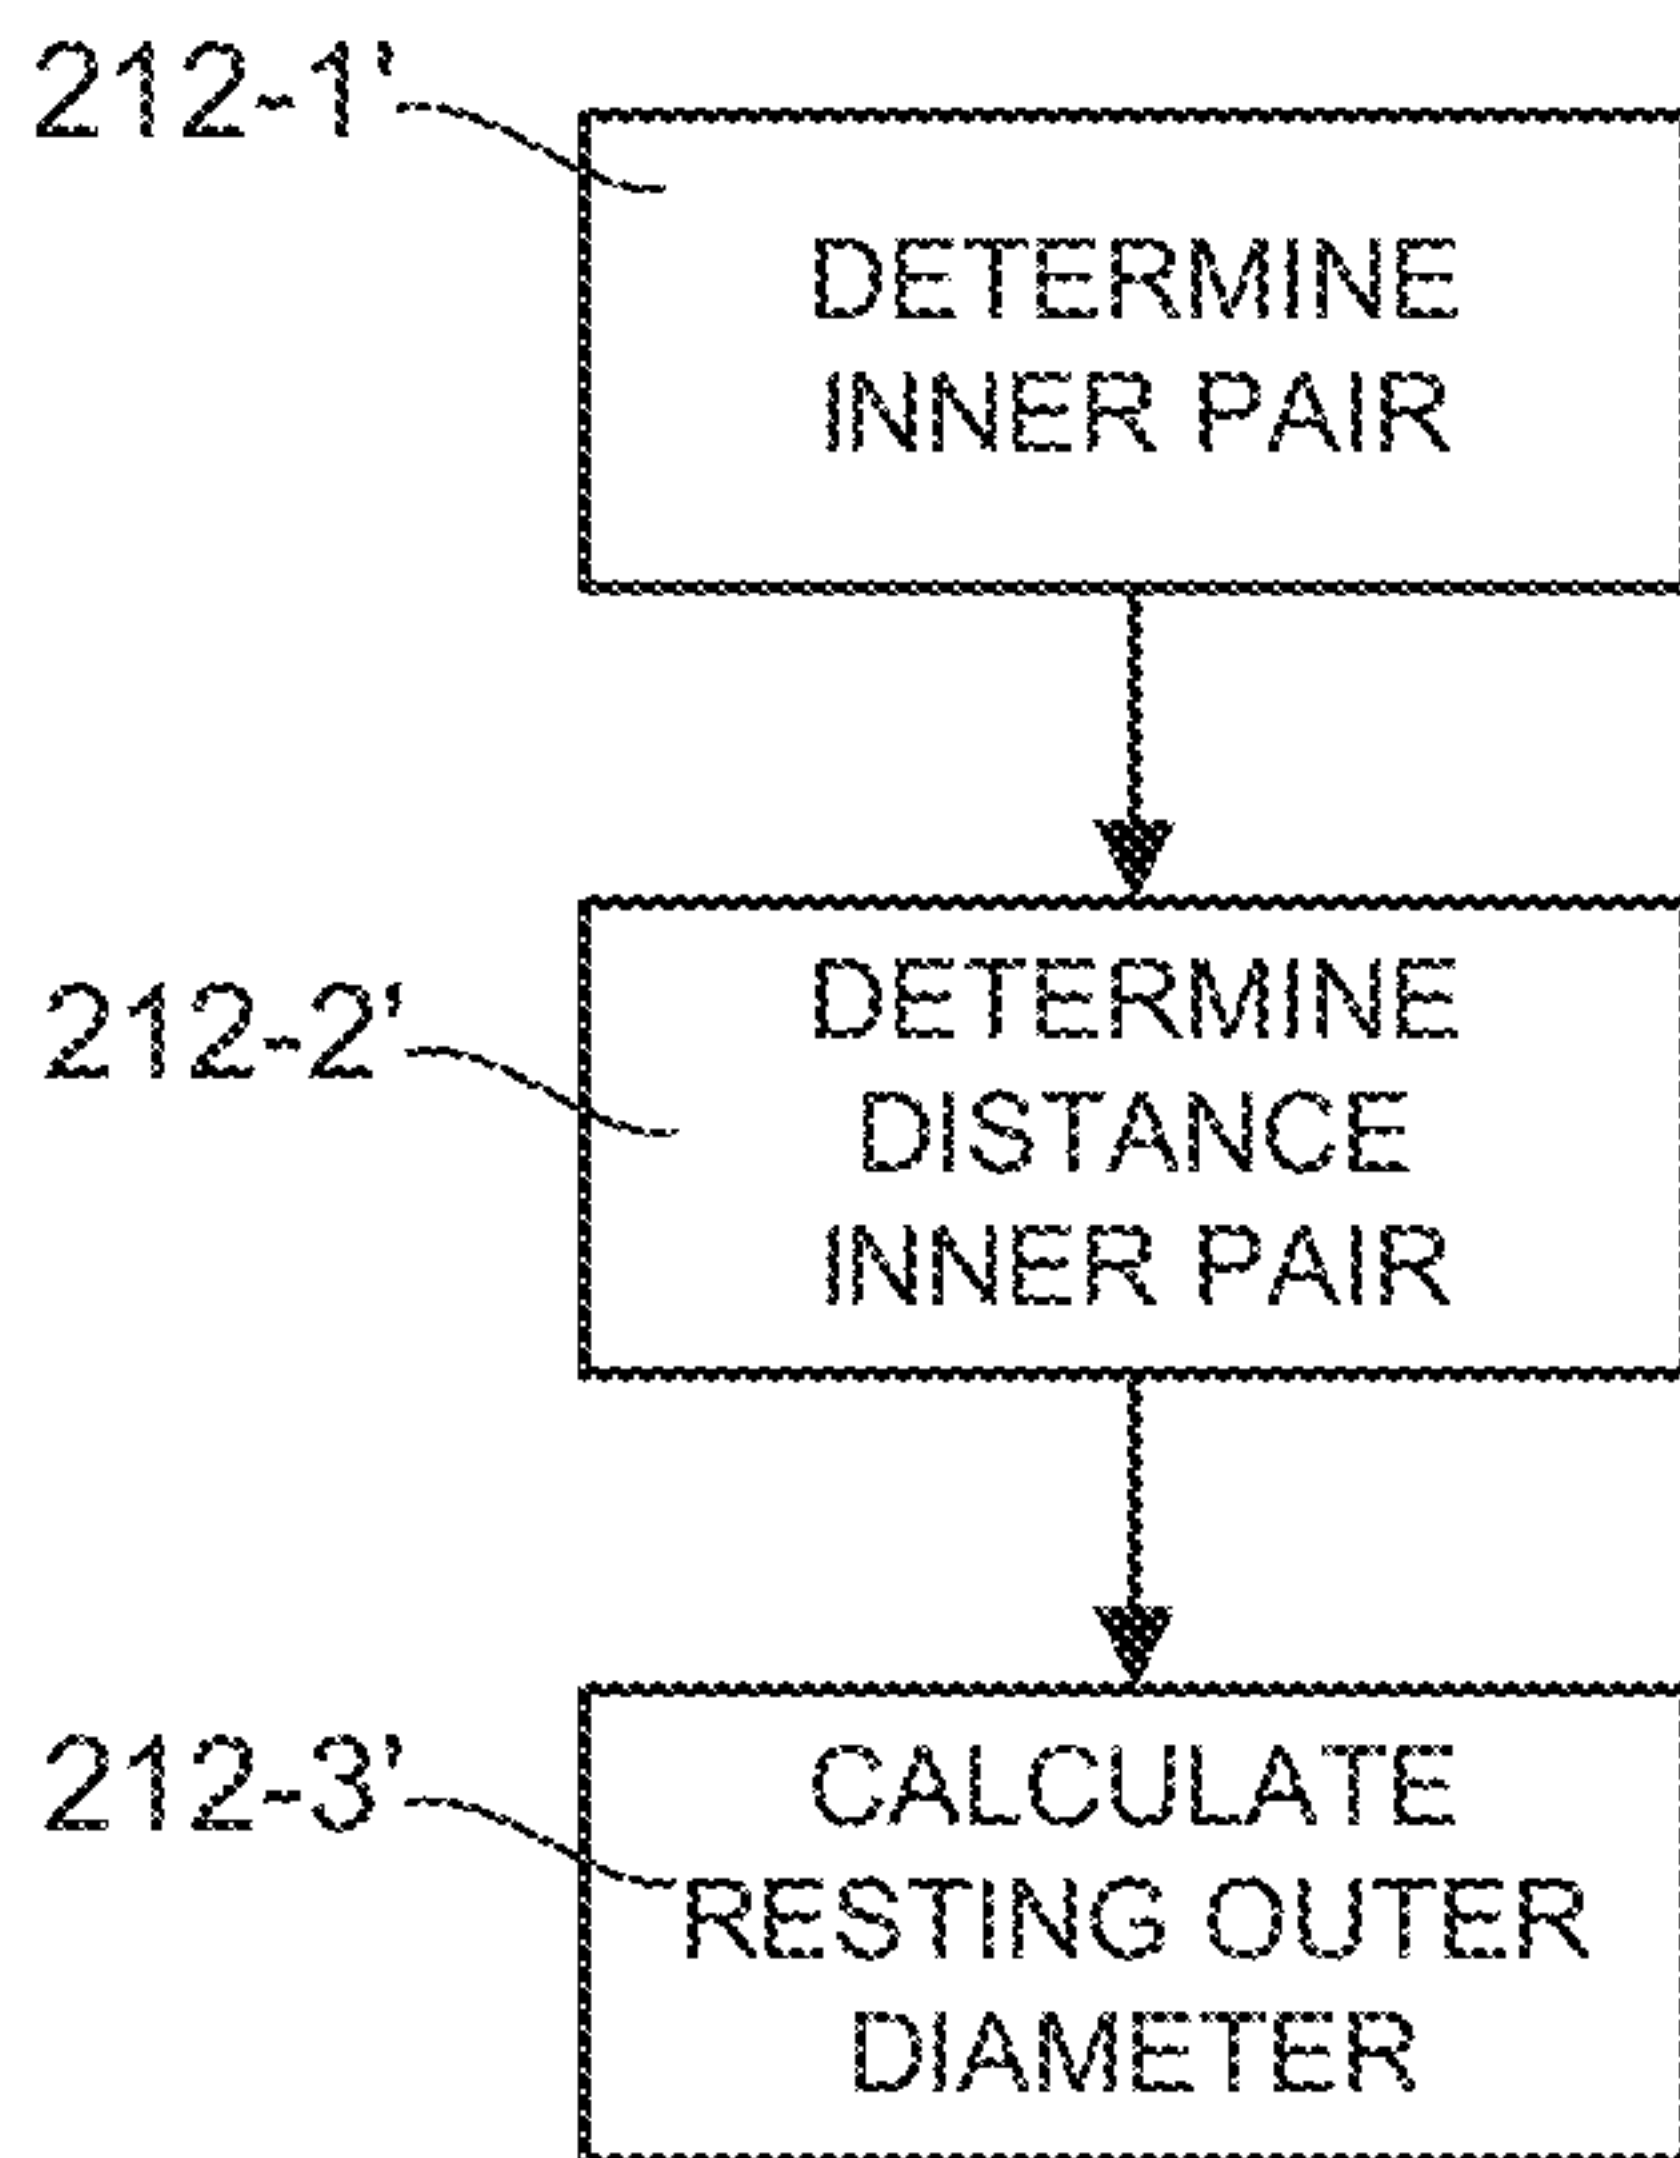 212-1'
DETERMINE
INNER PAIR
212-2'
DETERMINE
DISTANCE
INNER PAIR
212-3'
CALCULATE
RESTING OUTER
DIAMETER